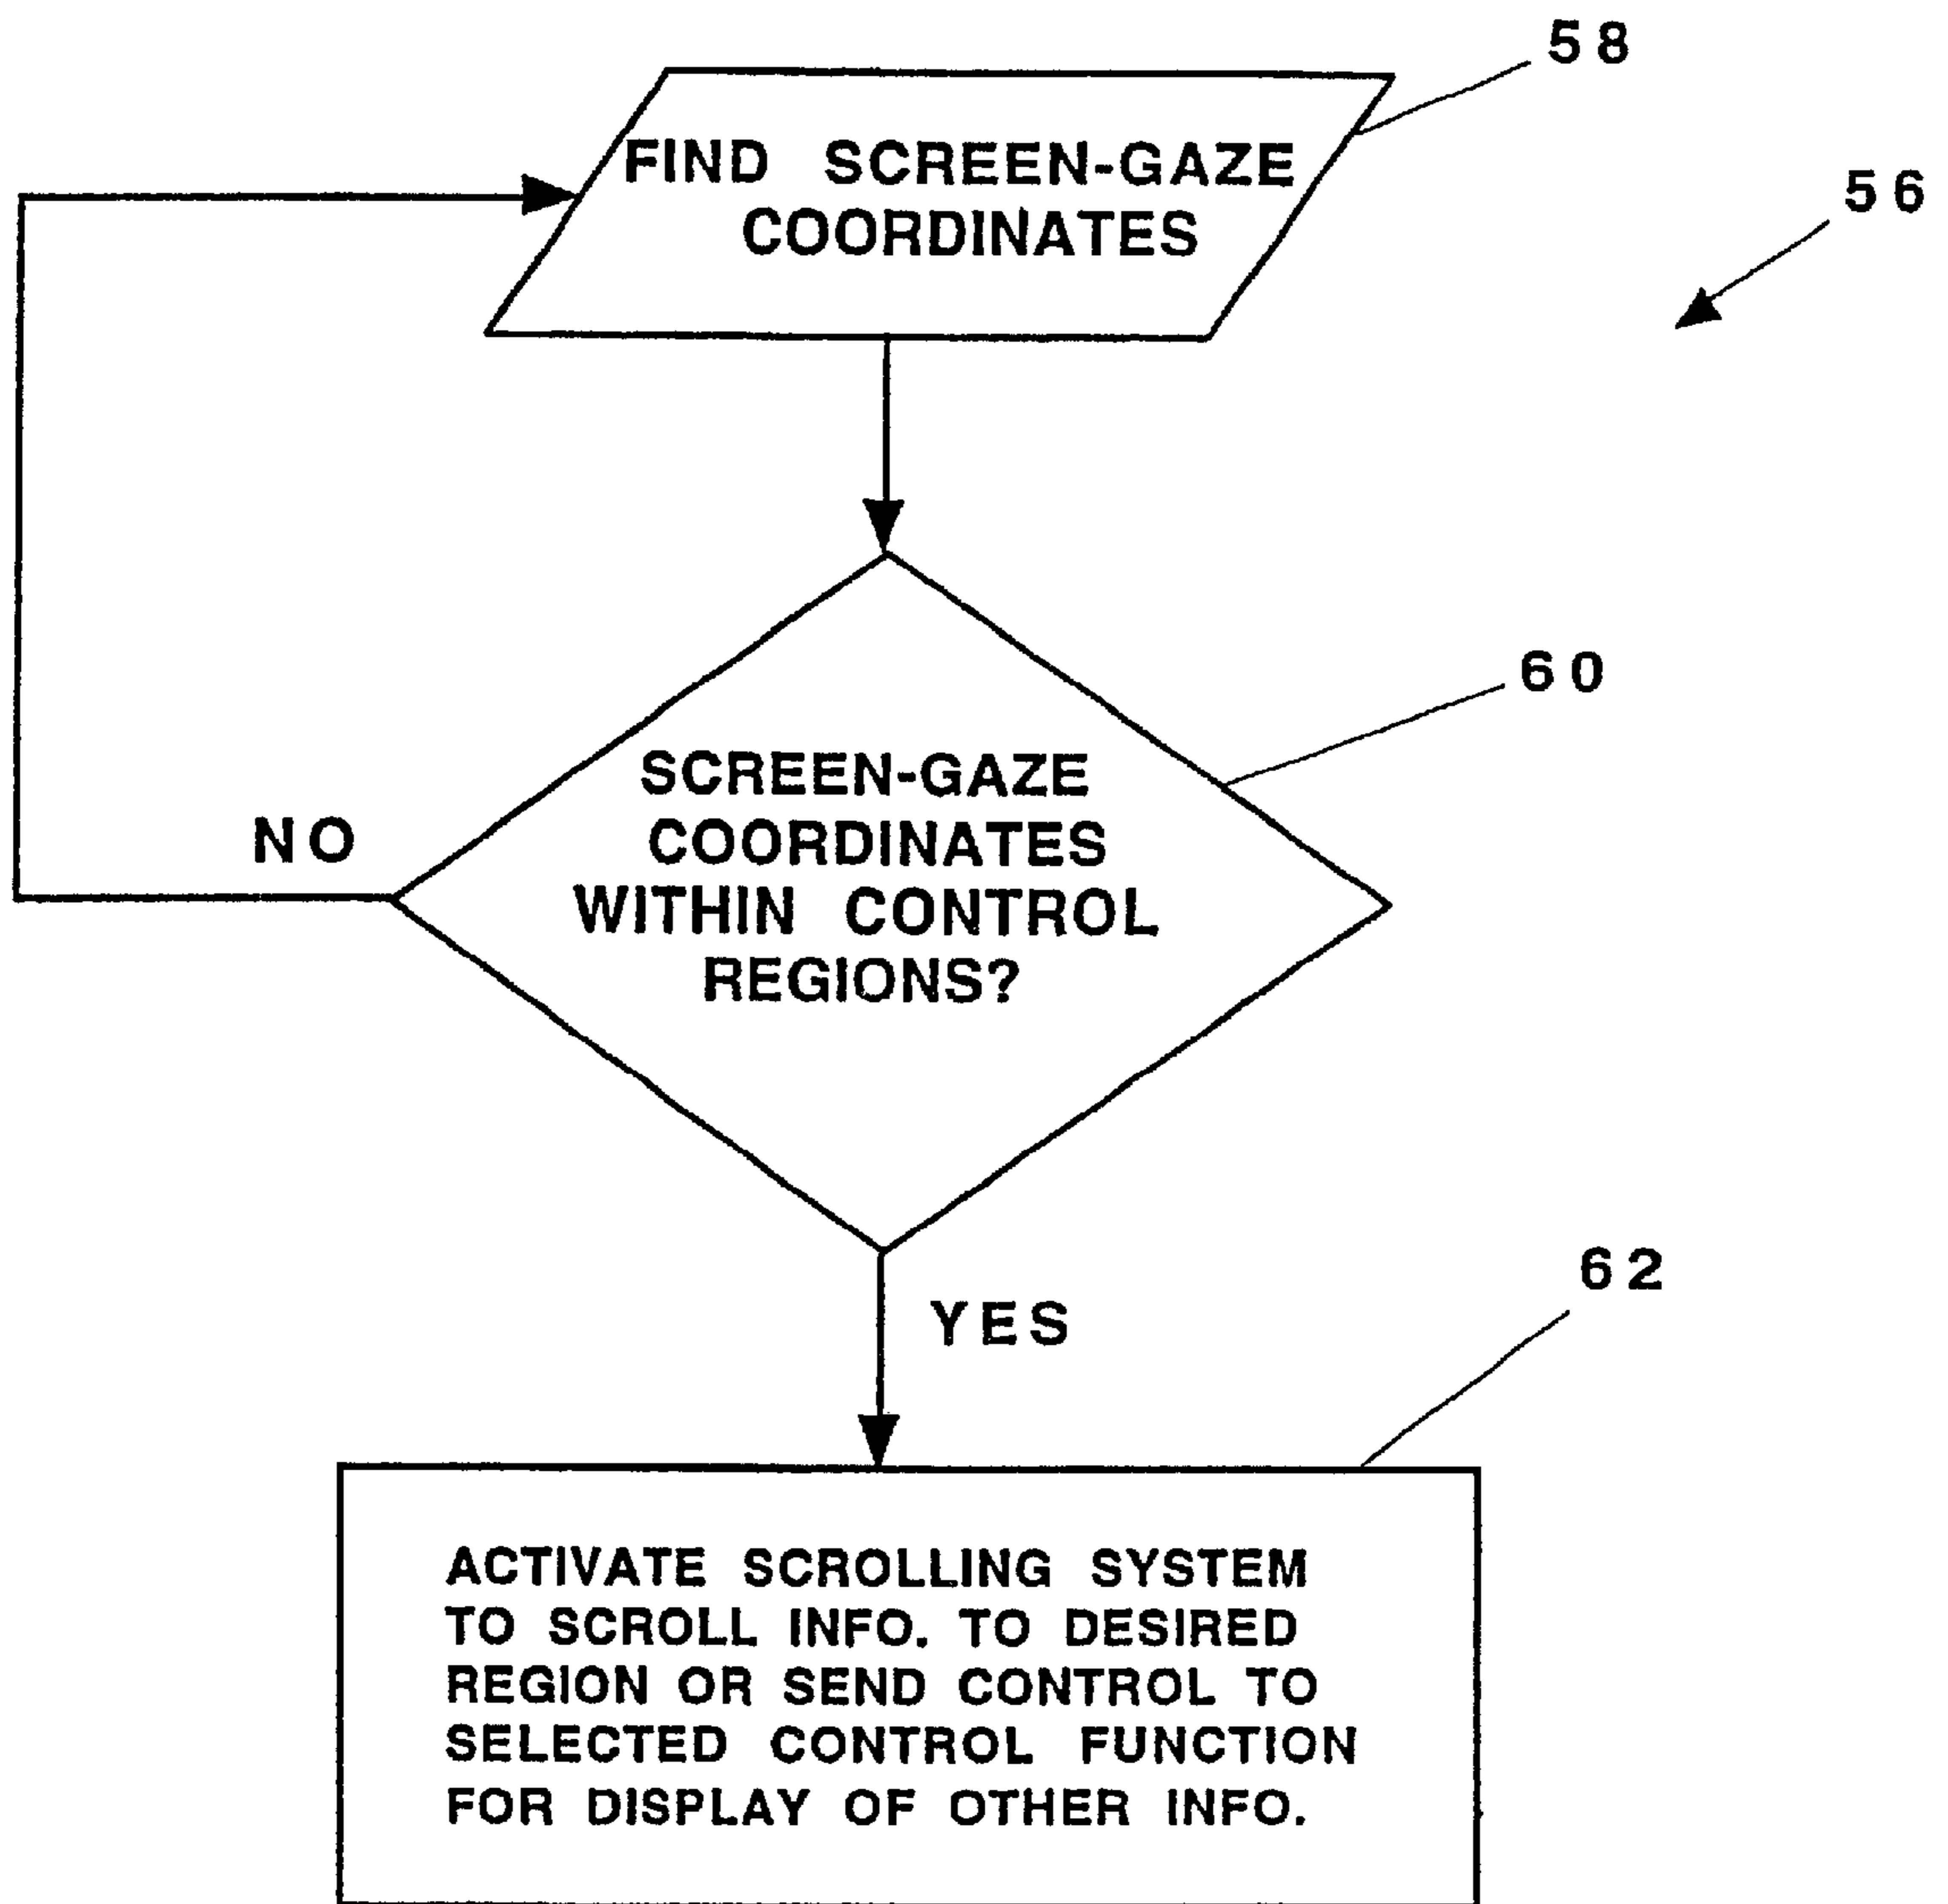 58
FIND SCREEN-GAZE
COORDINATES
56
60
SCREEN-GAZE
COORDINATES
WITHIN CONTROL
REGIONS?
NO
YES
62
ACTIVATE SCROLLING SYSTEM
TO SCROLL INFO. TO DESIRED
REGION OR SEND CONTROL TO
SELECTED CONTROL FUNCTION
FOR DISPLAY OF OTHER INFO.